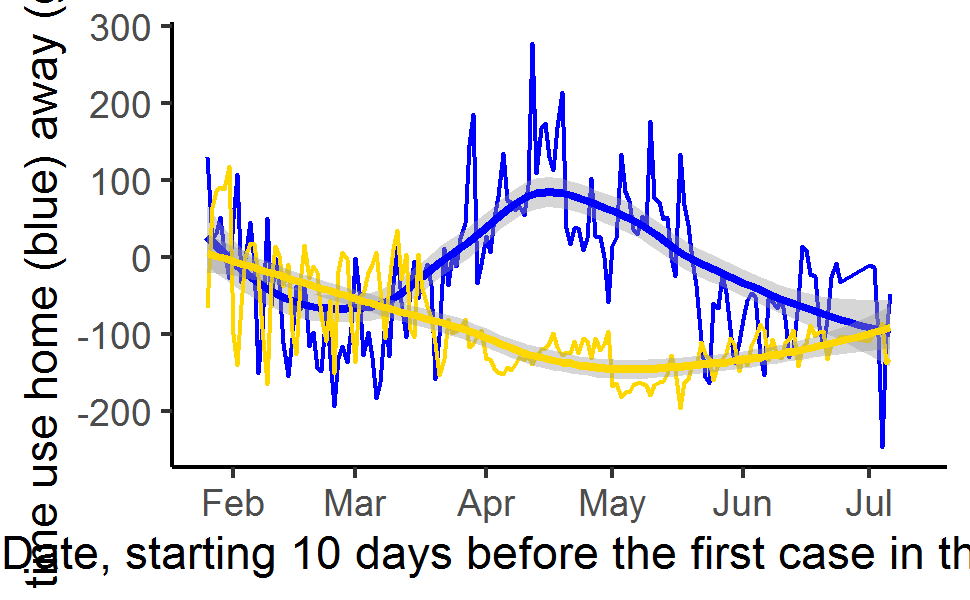 time use home (blue) away (
300
200
100
0
-100
-200
Feb Mar Apr May Jun Jul
Date, starting 10 days before the first case in th